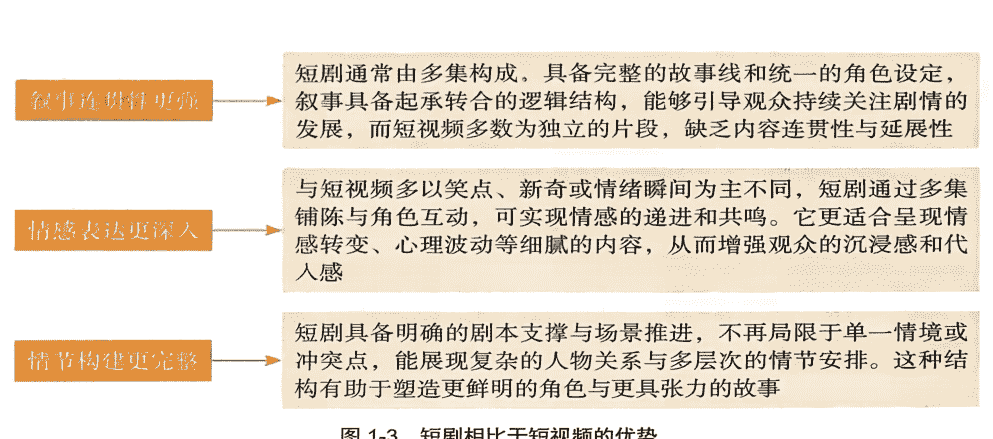 叙事连贯性更强
短剧通常由多集构成，具备完整的故事线和统一的角色设定，
叙事具备起承转合的逻辑结构，能够引导观众持续关注剧情的
发展，而短视频多数为独立的片段，缺乏内容连贯性与延展性
情感表达更深入
与短视频多以笑点、新奇或情绪瞬间为主不同，短剧通过多集
铺陈与角色互动，可实现情感的递进和共鸣。它更适合呈现情
感转变、心理波动等细腻的内容，从而增强观众的沉浸感和代
入感
情节构建更完整
短剧具备明确的剧本支撑与场景推进，不再局限于单一情境或
冲突点，能展现复杂的人物关系与多层次的情节安排。这种结
构有助于塑造更鲜明的角色与更具张力的故事
图 1-3 短剧相比于短视频的优势